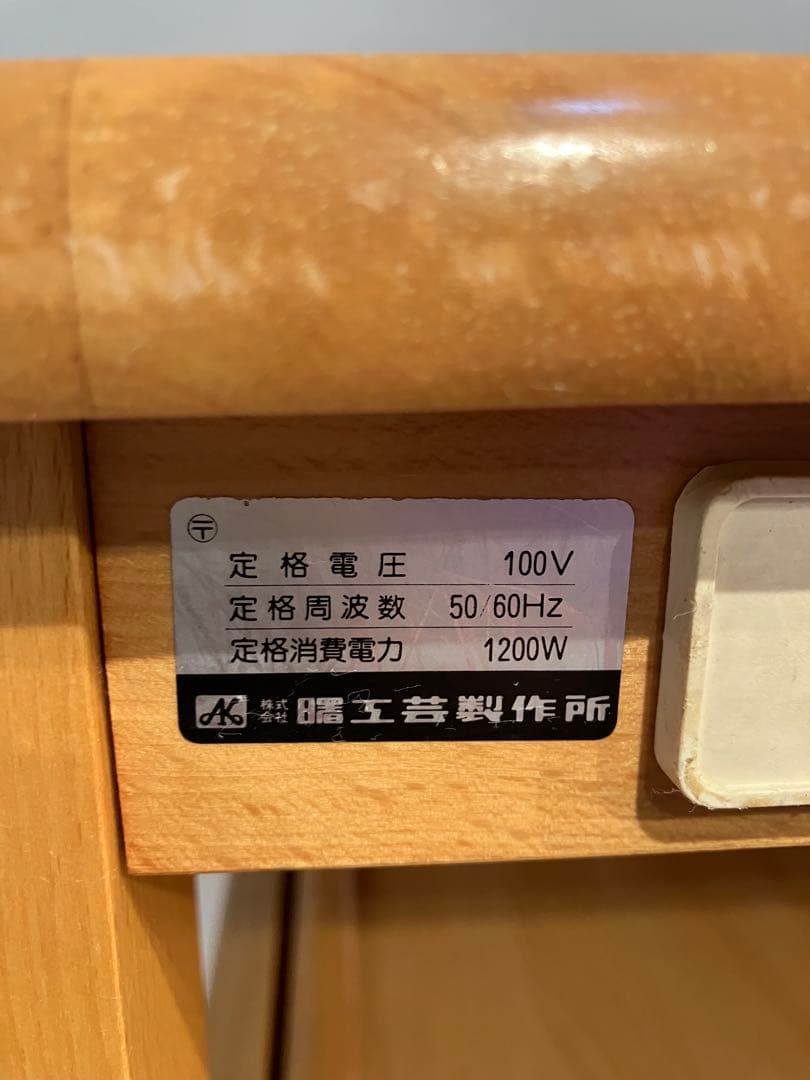 〒
定格電圧 100V
定格周波数 50/60Hz
定格消費電力 1200W
AK 株式会社 曙工芸製作所